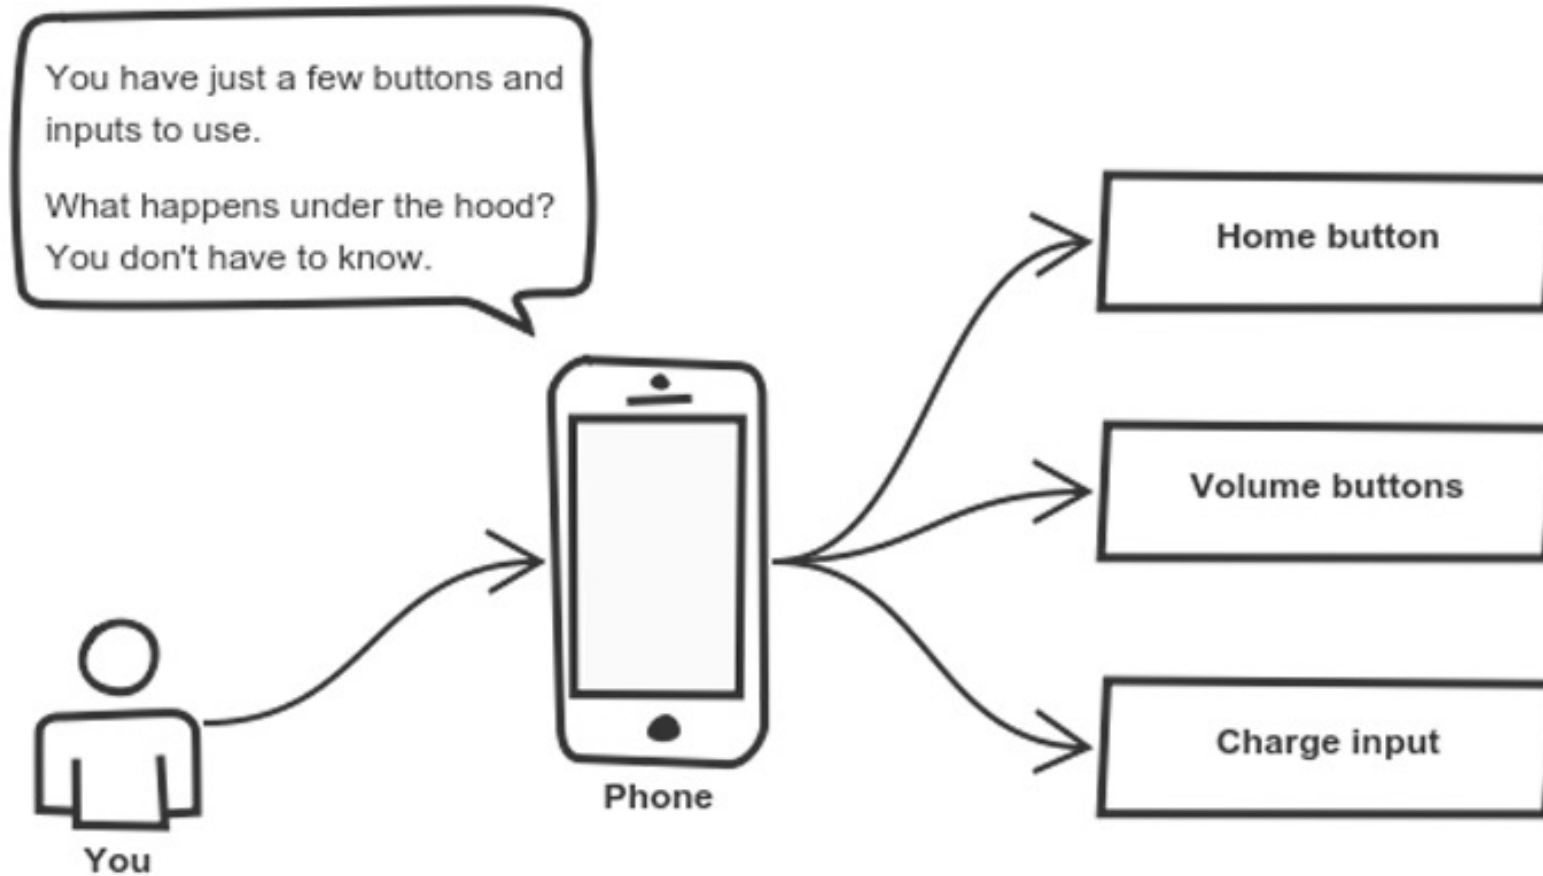 You have just a few buttons and
inputs to use.
What happens under the hood?
You don't have to know.
Home button
Volume buttons
Charge input
Phone
You